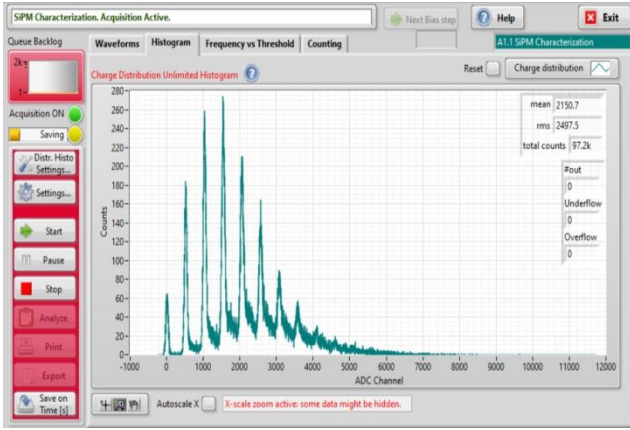 SiPM Characterization. Acquisition Active.
Next Bias step
Help
Exit
Queue Backlog
Waveforms
Histogram
Frequency vs Threshold
Counting
A1.1 SiPM Characterization
2k
1
Charge Distribution Unlimited Histogram
Reset
Charge distribution
Acquisition ON
Saving
Distr. Histo
Settings...
Settings...
Start
Pause
Stop
Analyze
Print
Export
Save on
Time [s]
mean 2150.7
rms 2497.5
total counts 97.2k
#out
0
Underflow
0
Overflow
0
Counts
280
260
240
220
200
180
160
140
120
100
80
60
40
20
0
-1000 0 1000 2000 3000 4000 5000 6000 7000 8000 9000 10000 11000 12000
ADC Channel
Autoscale X
X-scale zoom active: some data might be hidden.